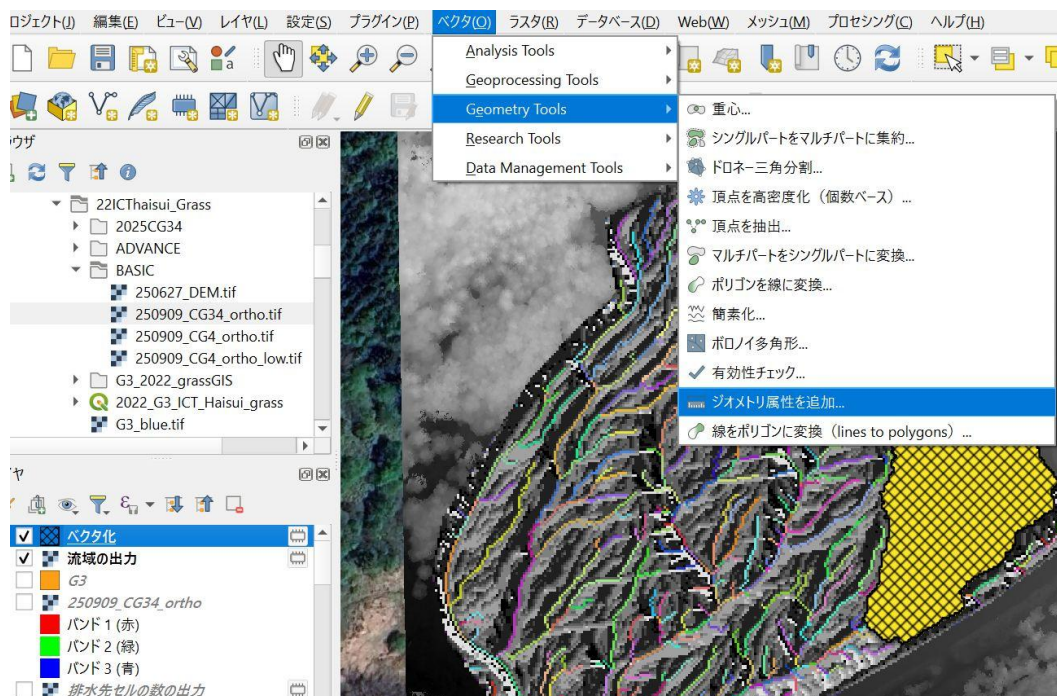 ロジェクト(J) 編集(E) ビュー(V) レイヤ(L) 設定(S) プラグイン(P) ベクタ(O) ラスタ(R) データベース(D) Web(W) メッシュ(M) プロセシング(C) ヘルプ(H)
Analysis Tools
Geoprocessing Tools
Geometry Tools
Research Tools
Data Management Tools
重心...
シングルパートをマルチパートに集約...
ドロネー三角分割...
頂点を高密度化（個数ベース）...
頂点を抽出...
マルチパートをシングルパートに変換...
ポリゴンを線に変換...
簡素化...
ボロノイ多角形...
有効性チェック...
ジオメトリ属性を追加...
線をポリゴンに変換（lines to polygons）...
ウザ
22ICThaisui_Grass
2025CG34
ADVANCE
BASIC
250627_DEM.tif
250909_CG34_ortho.tif
250909_CG4_ortho.tif
250909_CG4_ortho_low.tif
G3_2022_grassGIS
2022_G3_ICT_Haisui_grass
G3_blue.tif
ヤ
ベクタ化
流域の出力
G3
250909_CG34_ortho
バンド 1 (赤)
バンド 2 (緑)
バンド 3 (青)
排水先セルの数の出力